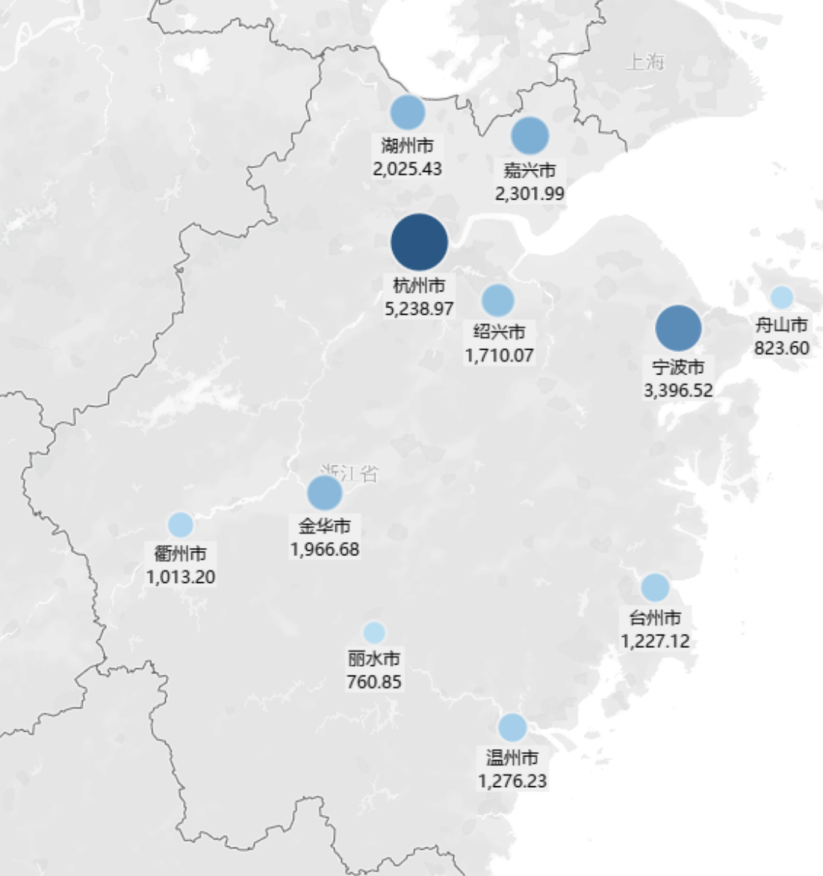 上海
湖州市
2,025.43
嘉兴市
2,301.99
杭州市
5,238.97
绍兴市
1,710.07
舟山市
823.60
宁波市
3,396.52
浙江省
金华市
1,966.68
衢州市
1,013.20
台州市
1,227.12
丽水市
760.85
温州市
1,276.23